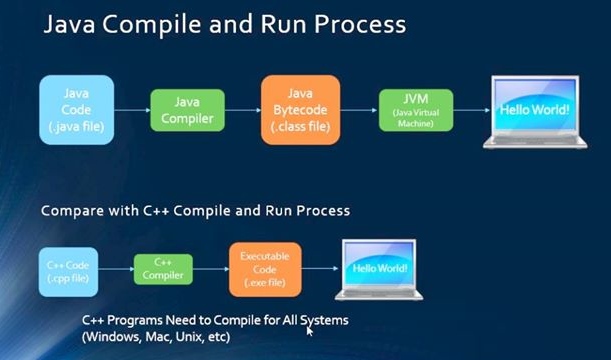 Java Compile and Run Process
Java
Code
(.java file)
Java
Compiler
Java
Bytecode
(.class file)
JVM
(Java Virtual
Machine)
Hello World!
Compare with C++ Compile and Run Process
C++ Code
(.cpp file)
C++
Compiler
Executable
Code
(.exe file)
Hello World!
C++ Programs Need to Compile for All Systems
(Windows, Mac, Unix, etc)